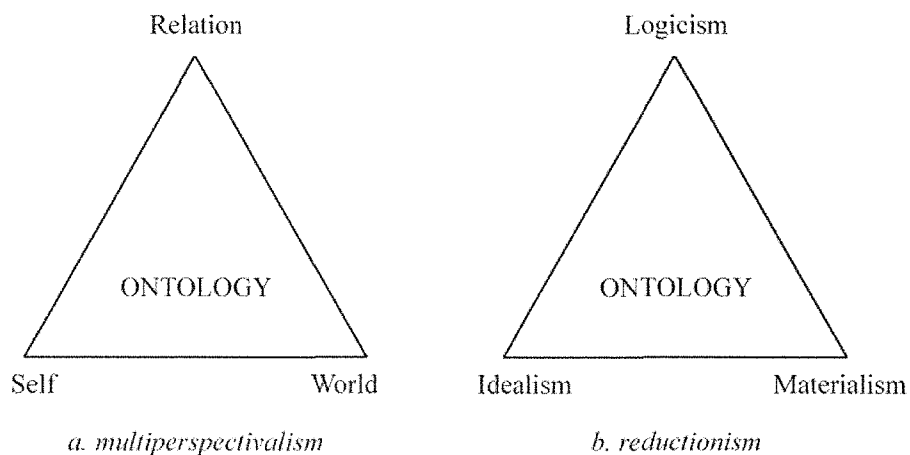 Relation
Logicism
ONTOLOGY
ONTOLOGY
Self
World
Idealism
Materialism
a. multiperspectivalism
b. reductionism